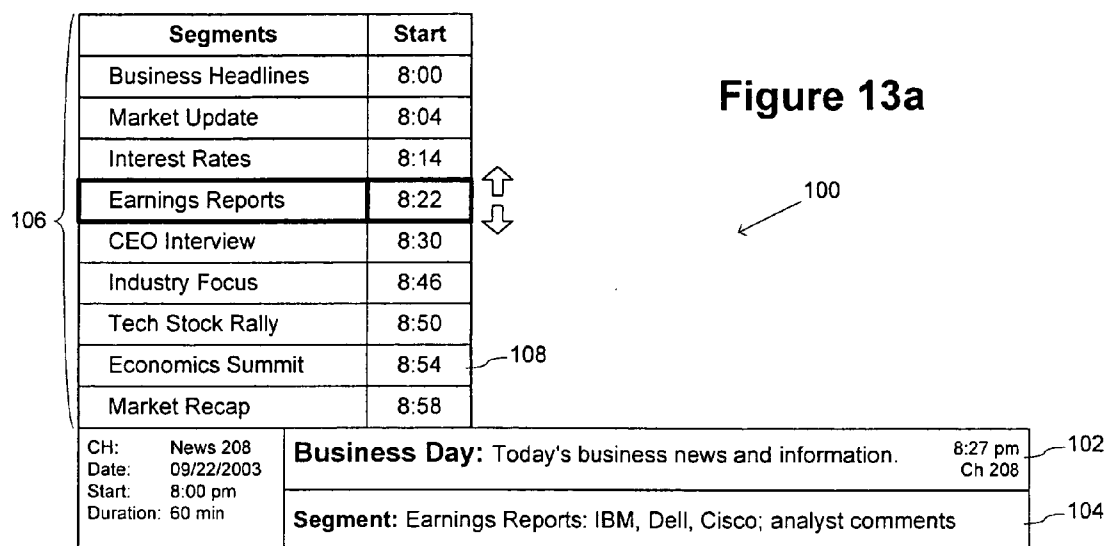 Segments Start
Business Headlines 8:00
Market Update 8:04
Interest Rates 8:14
Earnings Reports 8:22
CEO Interview 8:30
Industry Focus 8:46
Tech Stock Rally 8:50
Economics Summit 8:54
Market Recap 8:58
Figure 13a
100
106
108
CH: News 208
Date: 09/22/2003
Start: 8:00 pm
Duration: 60 min
Business Day: Today's business news and information.
8:27 pm
Ch 208
102
Segment: Earnings Reports: IBM, Dell, Cisco; analyst comments
104